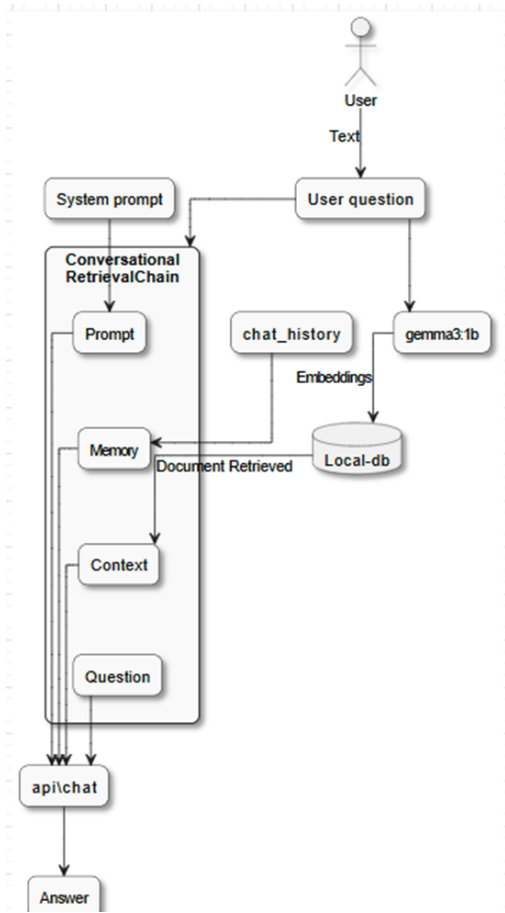 User
Text
System prompt
User question
Conversational
RetrievalChain
Prompt
chat_history
gemma3:1b
Embeddings
Memory
Document Retrieved
Local-db
Context
Question
api\chat
Answer